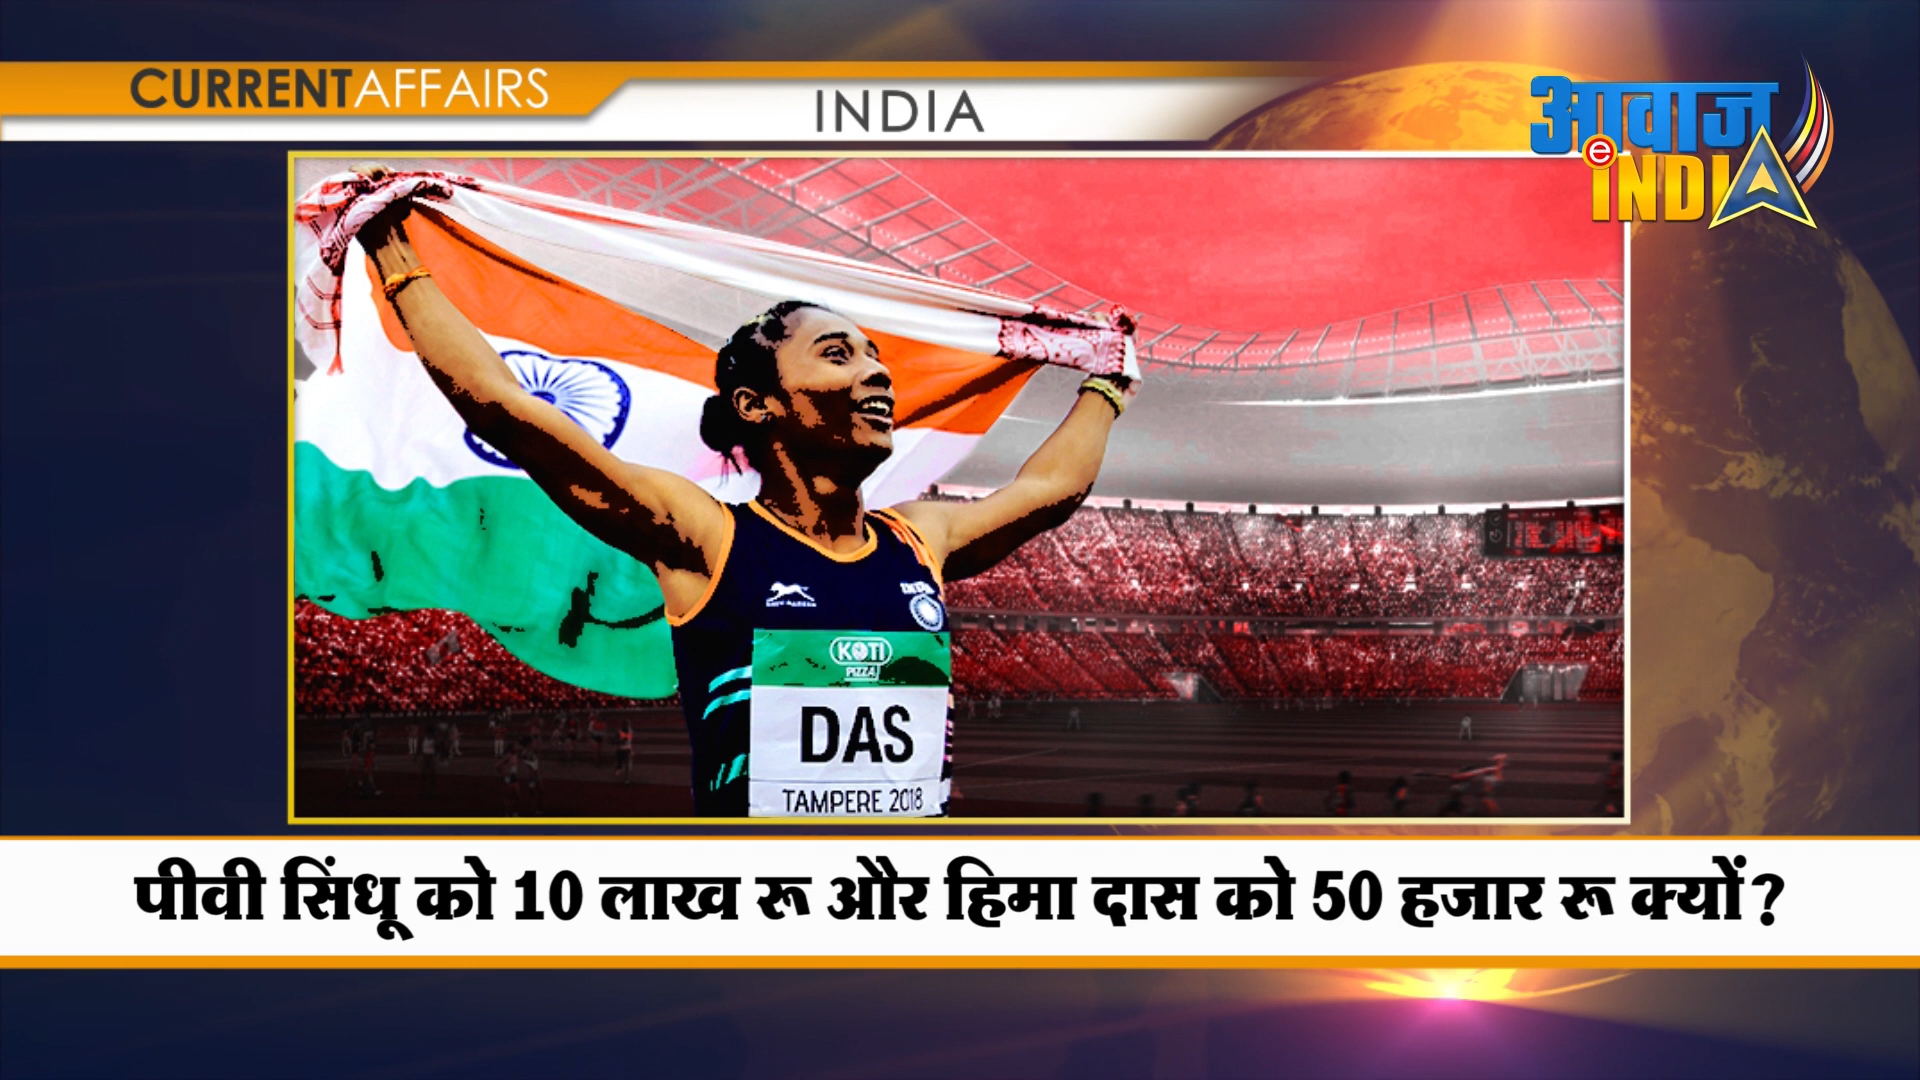 CURRENTAFFAIRS
INDIA
आवाज
e INDIA
KOTI
PIZZA
DAS
TAMPERE 2018
पीवी सिंधू को 10 लाख रू और हिमा दास को 50 हजार रू क्यों?